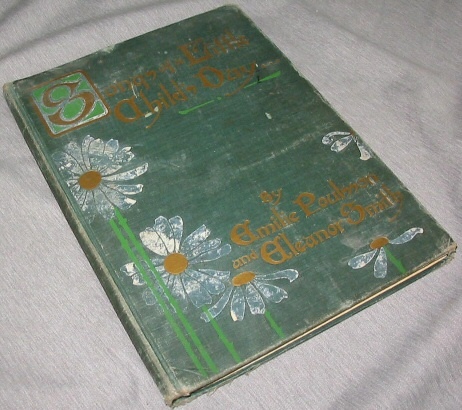 Songs of a Little
Child's Day
by
Emilie Poulsson
and Eleanor Smith